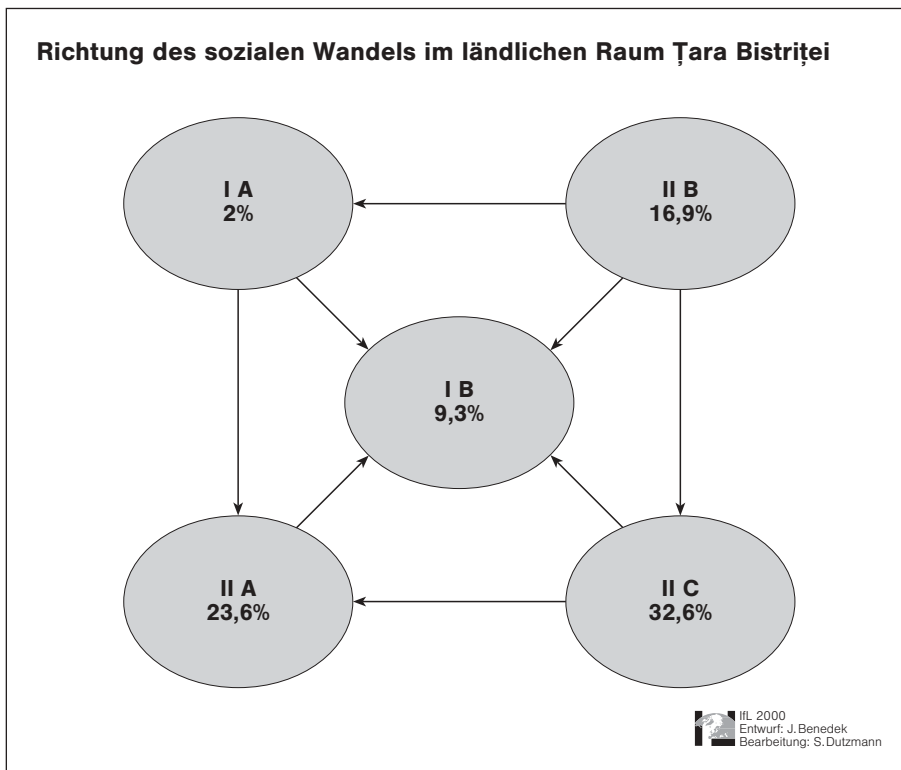 Richtung des sozialen Wandels im ländlichen Raum Țara Bistriței
I A
2%
II B
16,9%
I B
9,3%
II A
23,6%
II C
32,6%
IfL 2000
Entwurf: J. Benedek
Bearbeitung: S. Dutzmann